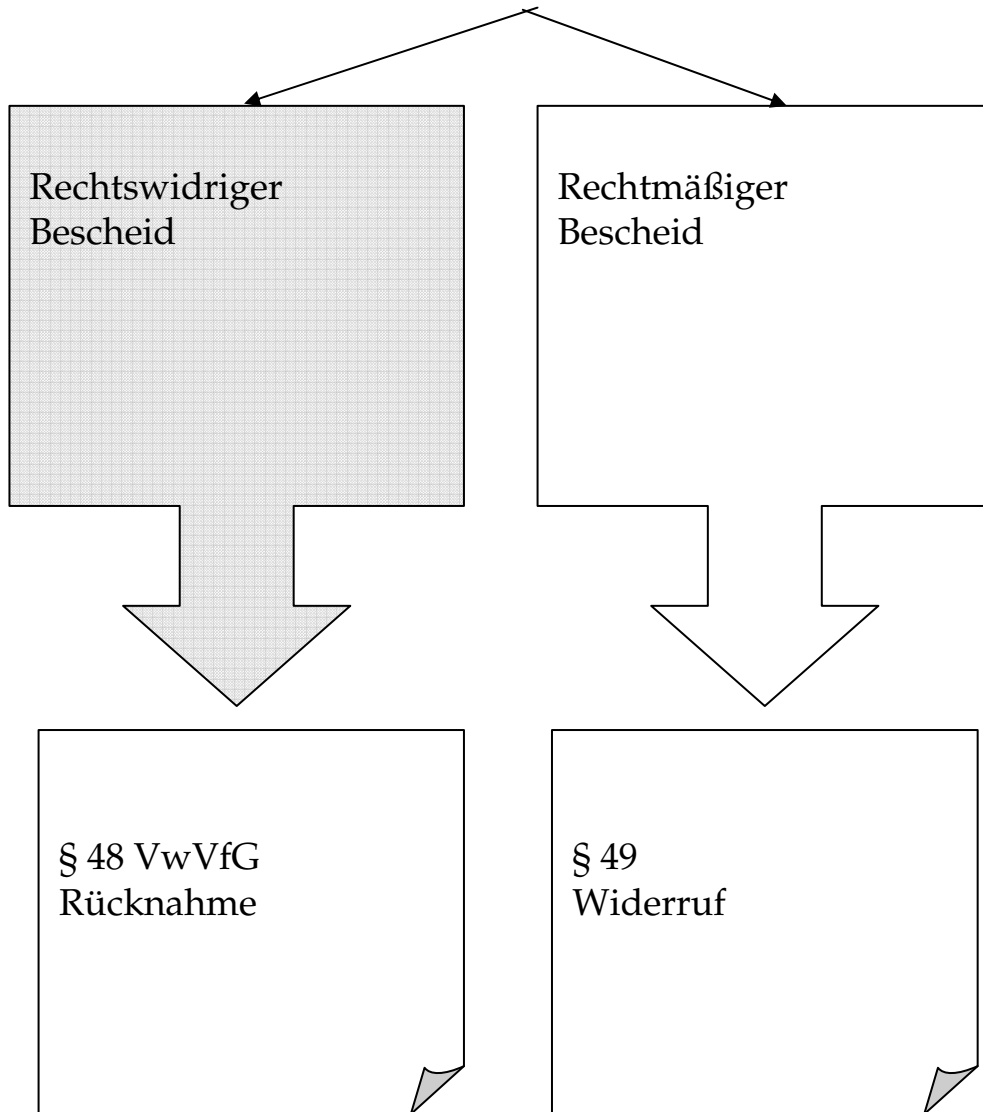 Rechtswidriger
Bescheid
Rechtmäßiger
Bescheid
§ 48 VwVfG
Rücknahme
§ 49
Widerruf